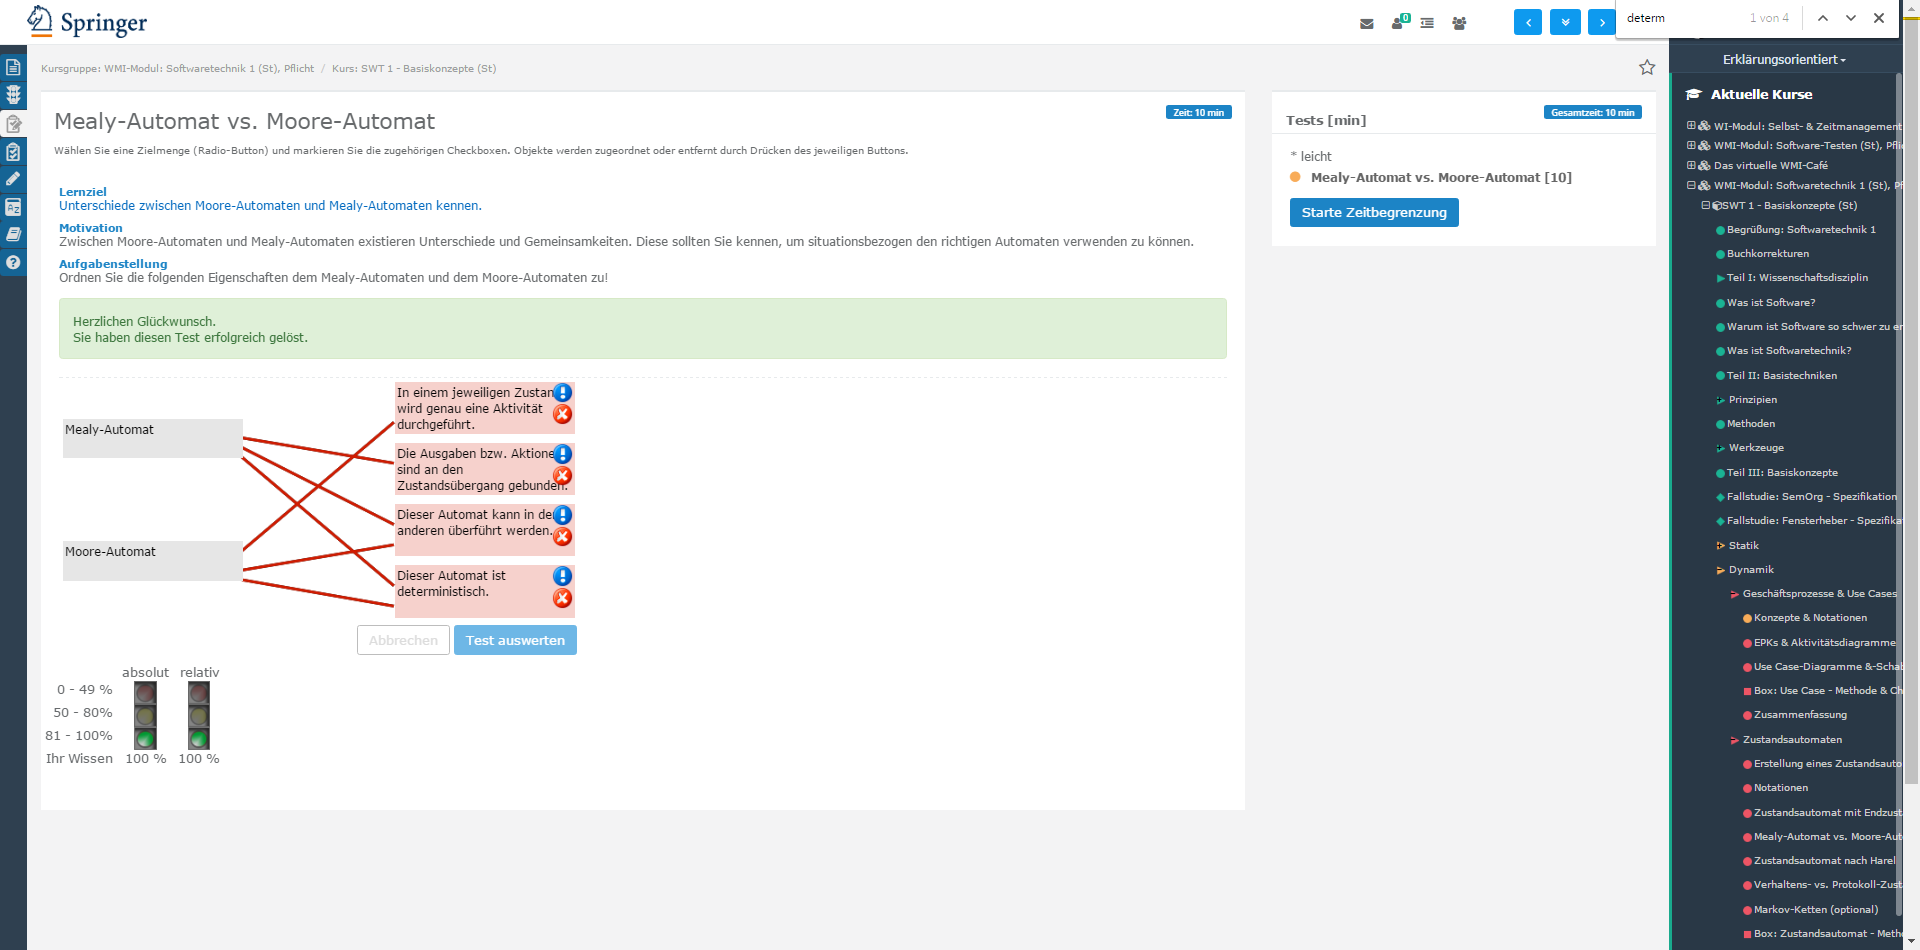 Springer
0
determ
1 von 4
Erklärungsorientiert
Kursgruppe: WMI-Modul: Softwaretechnik 1 (St), Pflicht / Kurs: SWT 1 - Basiskonzepte (St)
Mealy-Automat vs. Moore-Automat
Zeit: 10 min
Wählen Sie eine Zielmenge (Radio-Button) und markieren Sie die zugehörigen Checkboxen. Objekte werden zugeordnet oder entfernt durch Drücken des jeweiligen Buttons.
Lernziel
Unterschiede zwischen Moore-Automaten und Mealy-Automaten kennen.
Motivation
Zwischen Moore-Automaten und Mealy-Automaten existieren Unterschiede und Gemeinsamkeiten. Diese sollten Sie kennen, um situationsbezogen den richtigen Automaten verwenden zu können.
Aufgabenstellung
Ordnen Sie die folgenden Eigenschaften dem Mealy-Automaten und dem Moore-Automaten zu!
Herzlichen Glückwunsch.
Sie haben diesen Test erfolgreich gelöst.
Mealy-Automat
Moore-Automat
In einem jeweiligen Zustan
wird genau eine Aktivität
durchgeführt.
Die Ausgaben bzw. Aktione
sind an den
Zustandsübergang gebunden.
Dieser Automat kann in de
anderen überführt werden.
Dieser Automat ist
deterministisch.
Abbrechen
Test auswerten
absolut relativ
0 - 49 %
50 - 80%
81 - 100%
Ihr Wissen 100 % 100 %
Tests [min]
Gesamtzeit: 10 min
* leicht
Mealy-Automat vs. Moore-Automat [10]
Starte Zeitbegrenzung
Aktuelle Kurse
WI-Modul: Selbst- & Zeitmanagement
WMI-Modul: Software-Testen (St), Pfli
Das virtuelle WMI-Café
WMI-Modul: Softwaretechnik 1 (St), Pf
SWT 1 - Basiskonzepte (St)
Begrüßung: Softwaretechnik 1
Buchkorrekturen
Teil I: Wissenschaftsdisziplin
Was ist Software?
Warum ist Software so schwer zu er
Was ist Softwaretechnik?
Teil II: Basistechniken
Prinzipien
Methoden
Werkzeuge
Teil III: Basiskonzepte
Fallstudie: SemOrg - Spezifikation
Fallstudie: Fensterheber - Spezifika
Statik
Dynamik
Geschäftsprozesse & Use Cases
Konzepte & Notationen
EPKs & Aktivitätsdiagramme
Use Case-Diagramme &-Schab
Box: Use Case - Methode & Ch
Zusammenfassung
Zustandsautomaten
Erstellung eines Zustandsauto
Notationen
Zustandsautomat mit Endzust
Mealy-Automat vs. Moore-Aut
Zustandsautomat nach Harel
Verhaltens- vs. Protokoll-Zust
Markov-Ketten (optional)
Box: Zustandsautomat - Meth